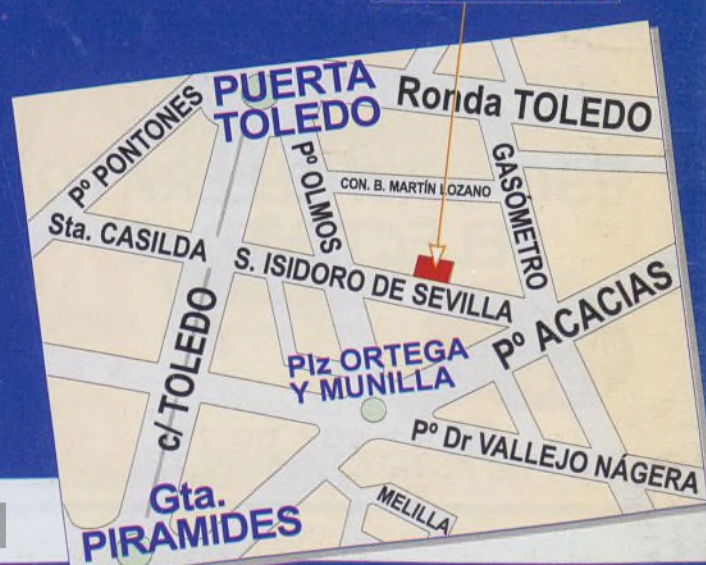 PUERTA
TOLEDO
Ronda TOLEDO
Pº PONTONES
Pº OLMOS
CON. B. MARTÍN LOZANO
GASÓMETRO
Sta. CASILDA
S. ISIDORO DE SEVILLA
Pº ACACIAS
c/ TOLEDO
Plz ORTEGA
Y MUNILLA
Pº Dr VALLEJO NÁGERA
MELILLA
Gta.
PIRAMIDES